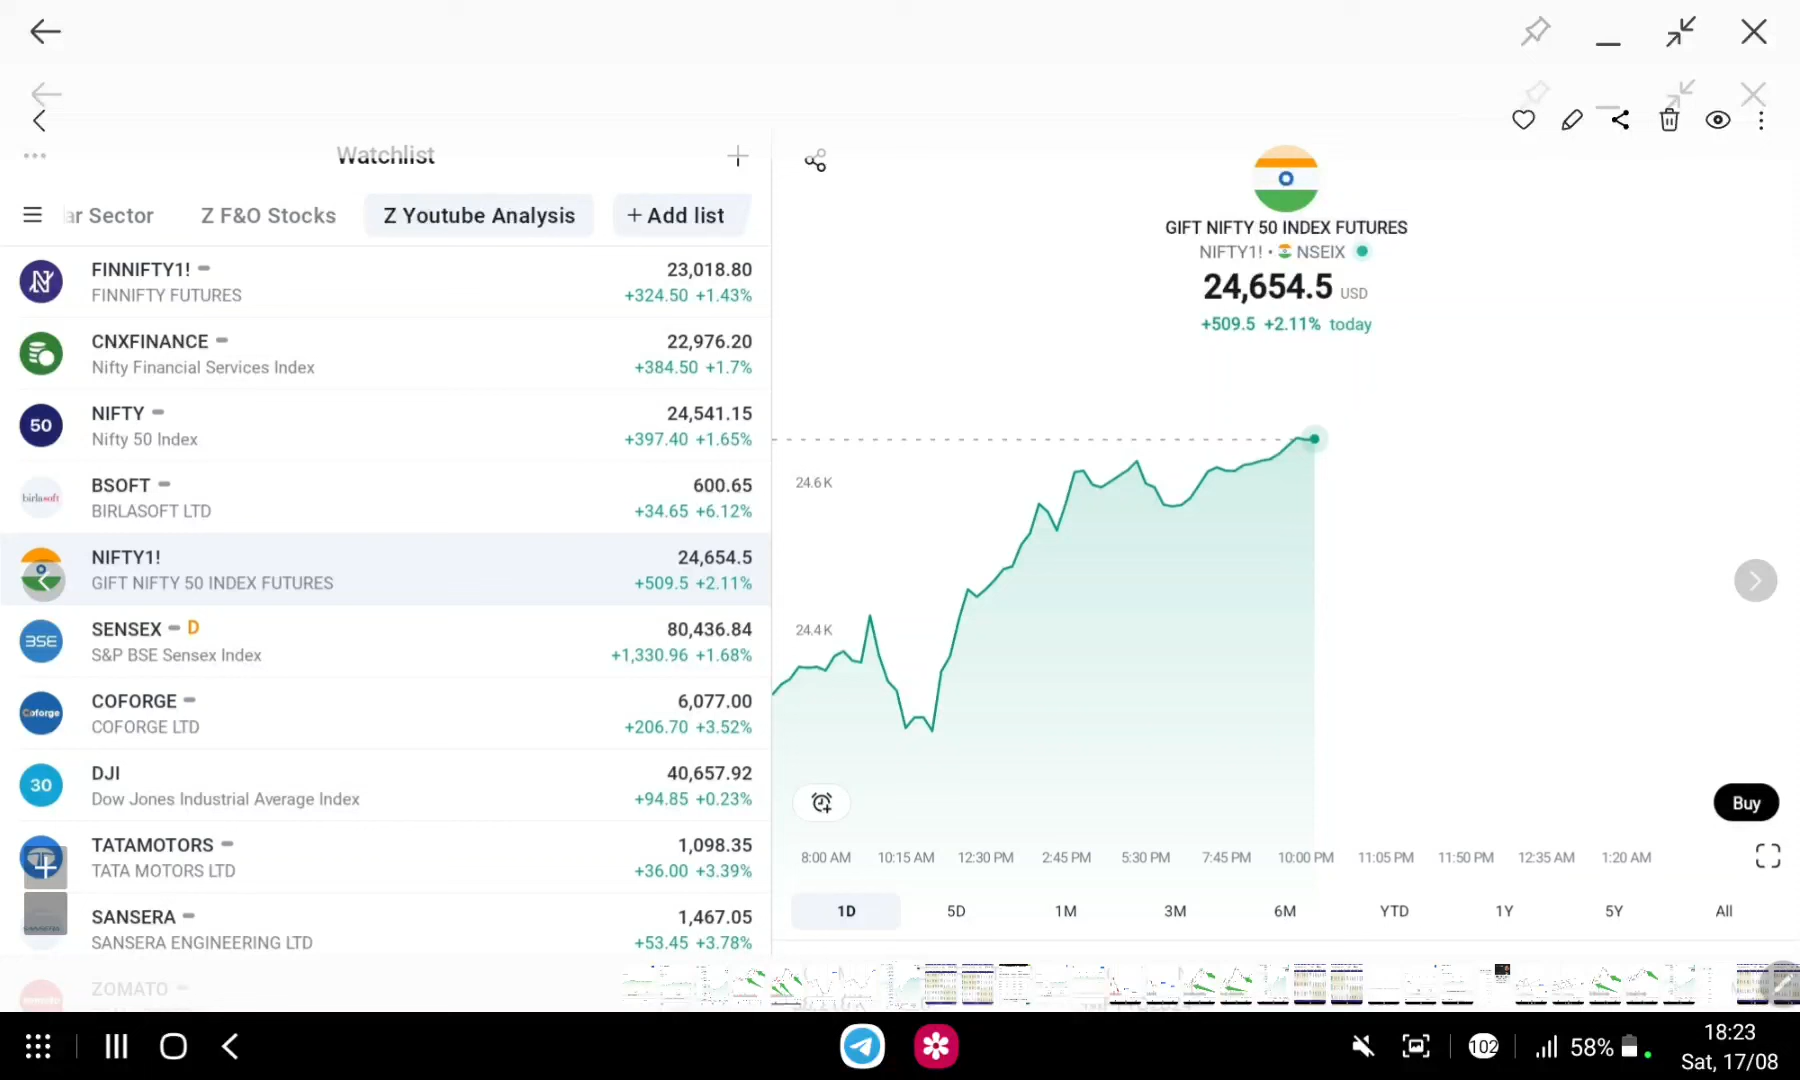 Watchlist
ar Sector
Z F&O Stocks
Z Youtube Analysis
+ Add list
FINNIFTY1!
23,018.80
FINNIFTY FUTURES
+324.50 +1.43%
CNXFINANCE
22,976.20
Nifty Financial Services Index
+384.50 +1.7%
50
NIFTY
24,541.15
Nifty 50 Index
+397.40 +1.65%
birlasoft
BSOFT
600.65
BIRLASOFT LTD
+34.65 +6.12%
NIFTY1!
24,654.5
GIFT NIFTY 50 INDEX FUTURES
+509.5 +2.11%
BSE
SENSEX D
80,436.84
S&P BSE Sensex Index
+1,330.96 +1.68%
Coforge
COFORGE
6,077.00
COFORGE LTD
+206.70 +3.52%
30
DJI
40,657.92
Dow Jones Industrial Average Index
+94.85 +0.23%
TATAMOTORS
1,098.35
TATA MOTORS LTD
+36.00 +3.39%
SANSERA
1,467.05
SANSERA ENGINEERING LTD
+53.45 +3.78%
ZOMATO
GIFT NIFTY 50 INDEX FUTURES
NIFTY1! • NSEIX
24,654.5 USD
+509.5 +2.11% today
24.6 K
24.4 K
Buy
8:00 AM 10:15 AM 12:30 PM 2:45 PM 5:30 PM 7:45 PM 10:00 PM 11:05 PM 11:50 PM 12:35 AM 1:20 AM
1D 5D 1M 3M 6M YTD 1Y 5Y All
102
58%
18:23
Sat, 17/08